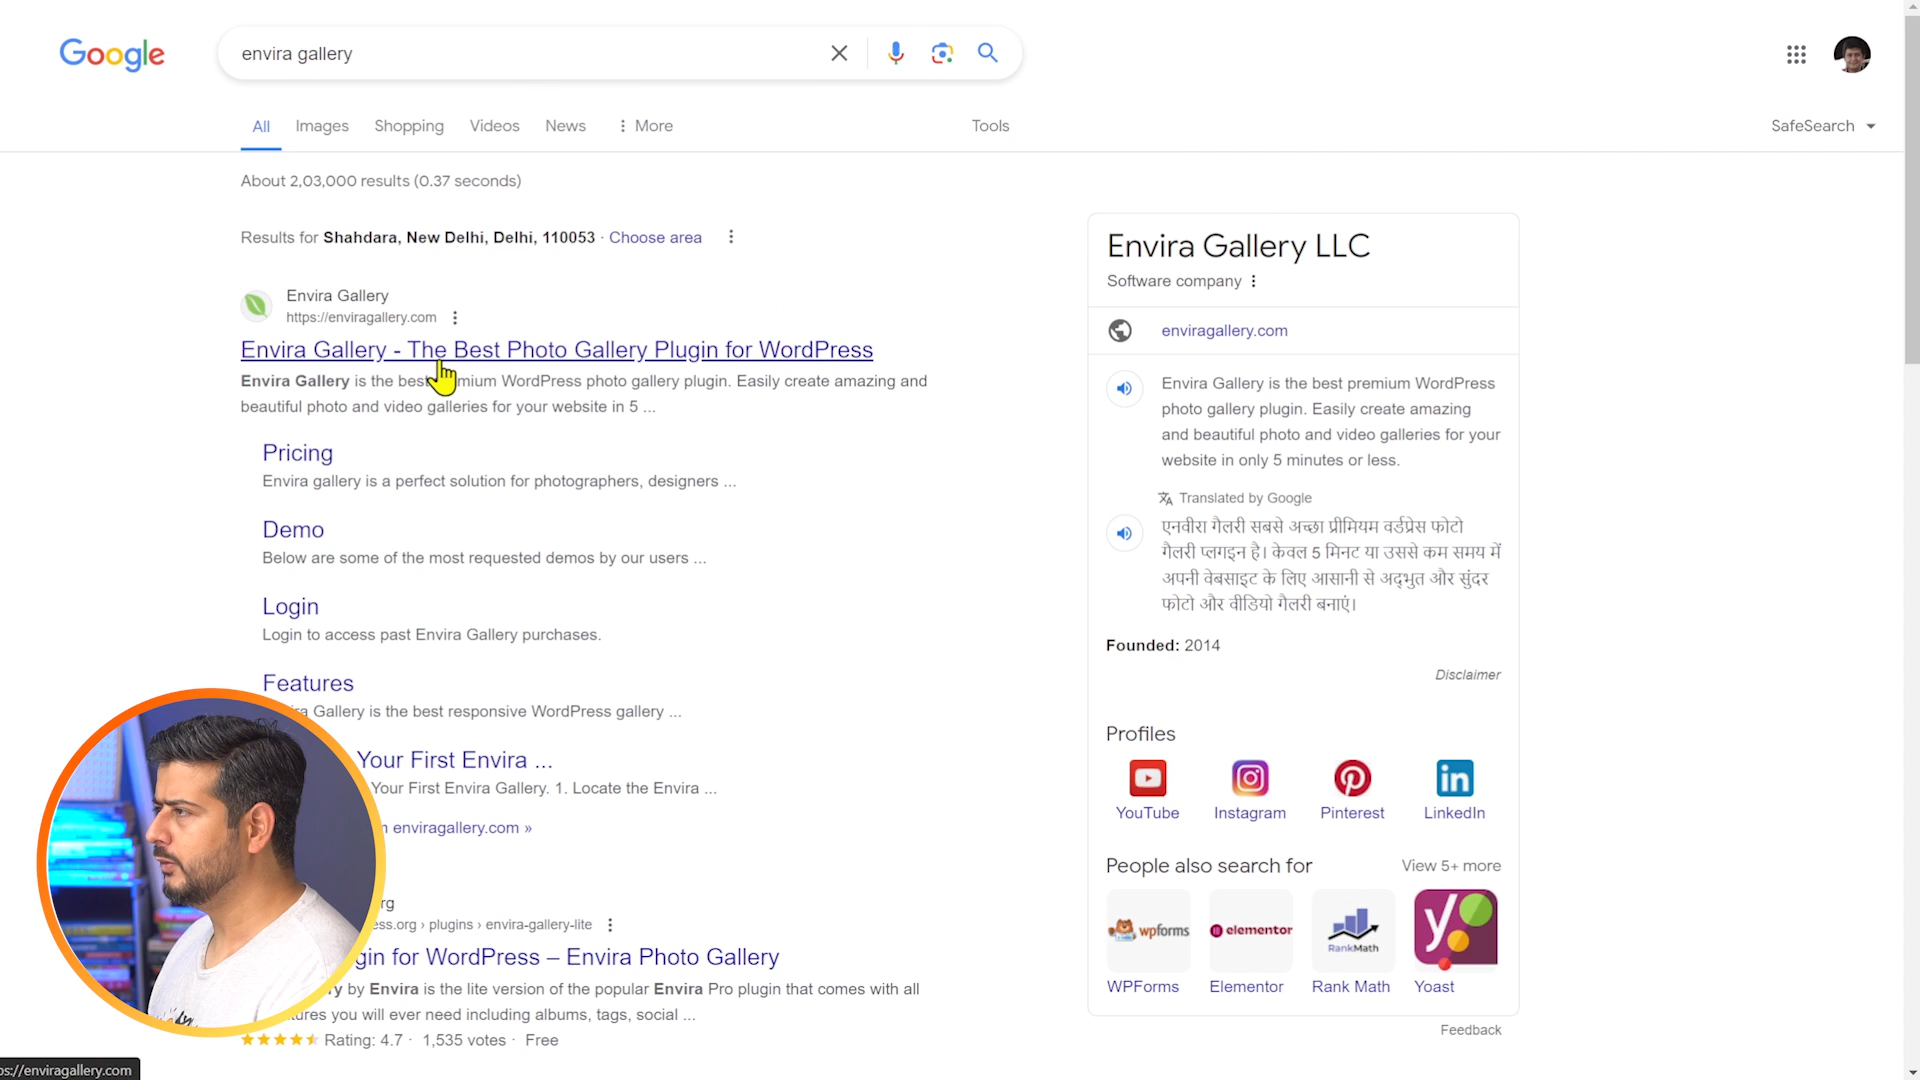 Google
envira gallery
All Images Shopping Videos News More Tools SafeSearch
About 2,03,000 results (0.37 seconds)
Results for Shahdara, New Delhi, Delhi, 110053 · Choose area
Envira Gallery
https://enviragallery.com
Envira Gallery - The Best Photo Gallery Plugin for WordPress
Envira Gallery is the best mium WordPress photo gallery plugin. Easily create amazing and
beautiful photo and video galleries for your website in 5 ...
Pricing
Envira gallery is a perfect solution for photographers, designers ...
Demo
Below are some of the most requested demos by our users ...
Login
Login to access past Envira Gallery purchases.
Features
ra Gallery is the best responsive WordPress gallery ...
Your First Envira ...
Your First Envira Gallery. 1. Locate the Envira ...
enviragallery.com »
rg
ess.org › plugins › envira-gallery-lite
gin for WordPress – Envira Photo Gallery
y by Envira is the lite version of the popular Envira Pro plugin that comes with all
tures you will ever need including albums, tags, social ...
Rating: 4.7 · 1,535 votes · Free
ps://enviragallery.com
Envira Gallery LLC
Software company
enviragallery.com
Envira Gallery is the best premium WordPress
photo gallery plugin. Easily create amazing
and beautiful photo and video galleries for your
website in only 5 minutes or less.
Translated by Google
एनवीरा गैलरी सबसे अच्छा प्रीमियम वर्डप्रेस फोटो
गैलरी प्लगइन है। केवल 5 मिनट या उससे कम समय में
अपनी वेबसाइट के लिए आसानी से अद्भुत और सुंदर
फोटो और वीडियो गैलरी बनाएं।
Founded: 2014
Disclaimer
Profiles
YouTube Instagram Pinterest LinkedIn
People also search for View 5+ more
wpforms elementor RankMath y
WPForms Elementor Rank Math Yoast
Feedback